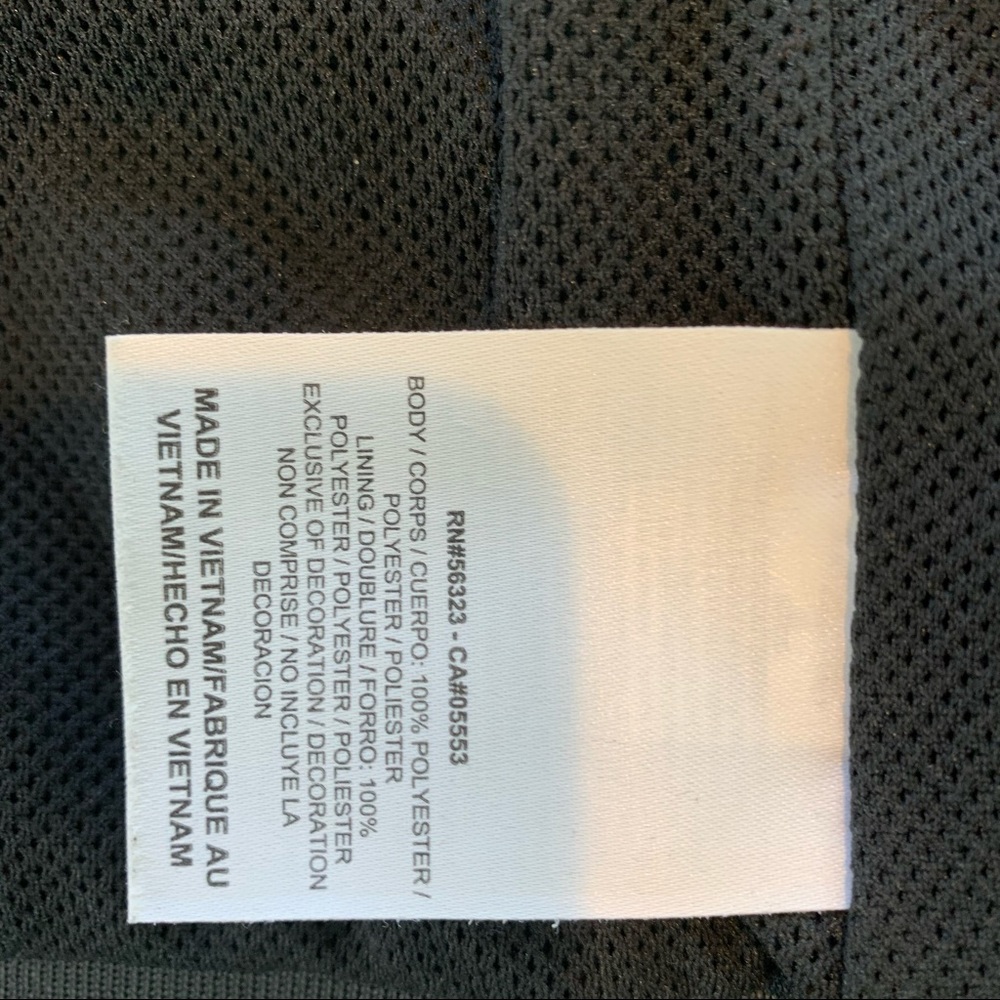 RN#56323 - CA#05553
BODY / CORPS / CUERPO: 100% POLYESTER /
POLYESTER / POLIESTER
LINING / DOUBLURE / FORRO: 100%
POLYESTER / POLYESTER / POLIESTER
EXCLUSIVE OF DECORATION / DECORATION
NON COMPRISE / NO INCLUYE LA
DECORACION
MADE IN VIETNAM/FABRIQUE AU
VIETNAM/HECHO EN VIETNAM